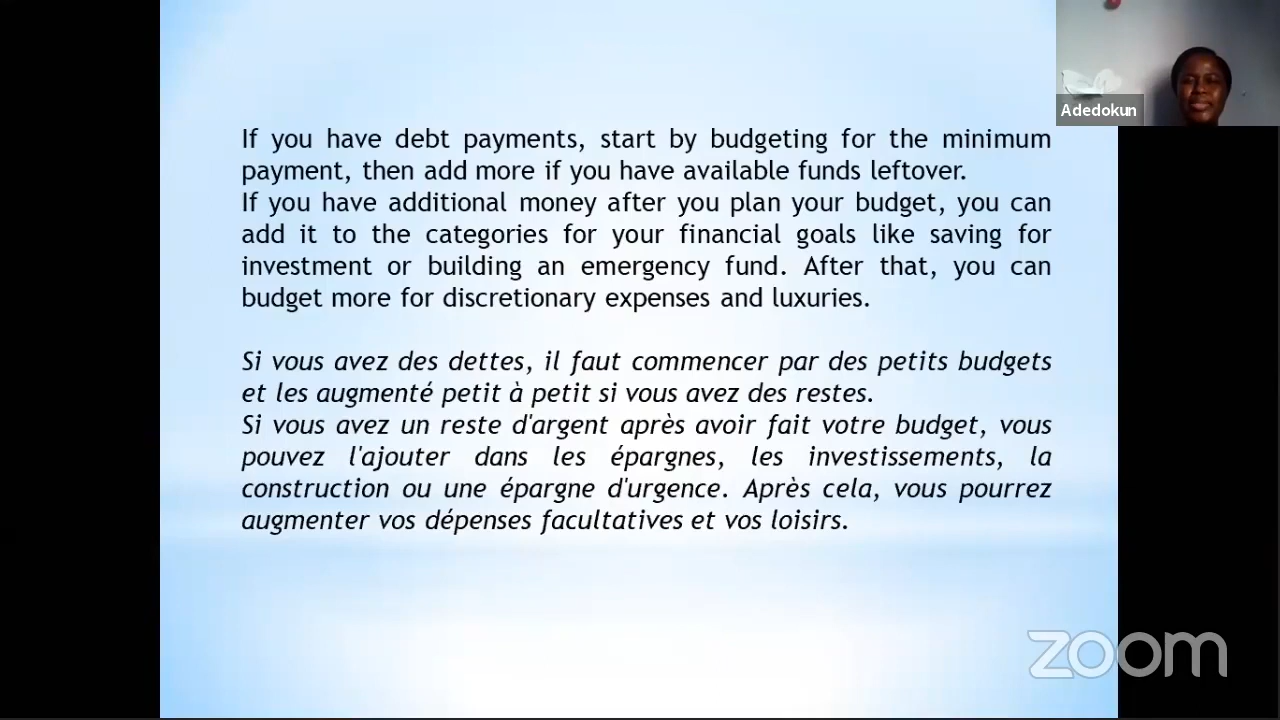 Adedokun
If you have debt payments, start by budgeting for the minimum
payment, then add more if you have available funds leftover.
If you have additional money after you plan your budget, you can
add it to the categories for your financial goals like saving for
investment or building an emergency fund. After that, you can
budget more for discretionary expenses and luxuries.
Si vous avez des dettes, il faut commencer par des petits budgets
et les augmenté petit à petit si vous avez des restes.
Si vous avez un reste d'argent après avoir fait votre budget, vous
pouvez l'ajouter dans les épargnes, les investissements, la
construction ou une épargne d'urgence. Après cela, vous pourrez
augmenter vos dépenses facultatives et vos loisirs.
zoom